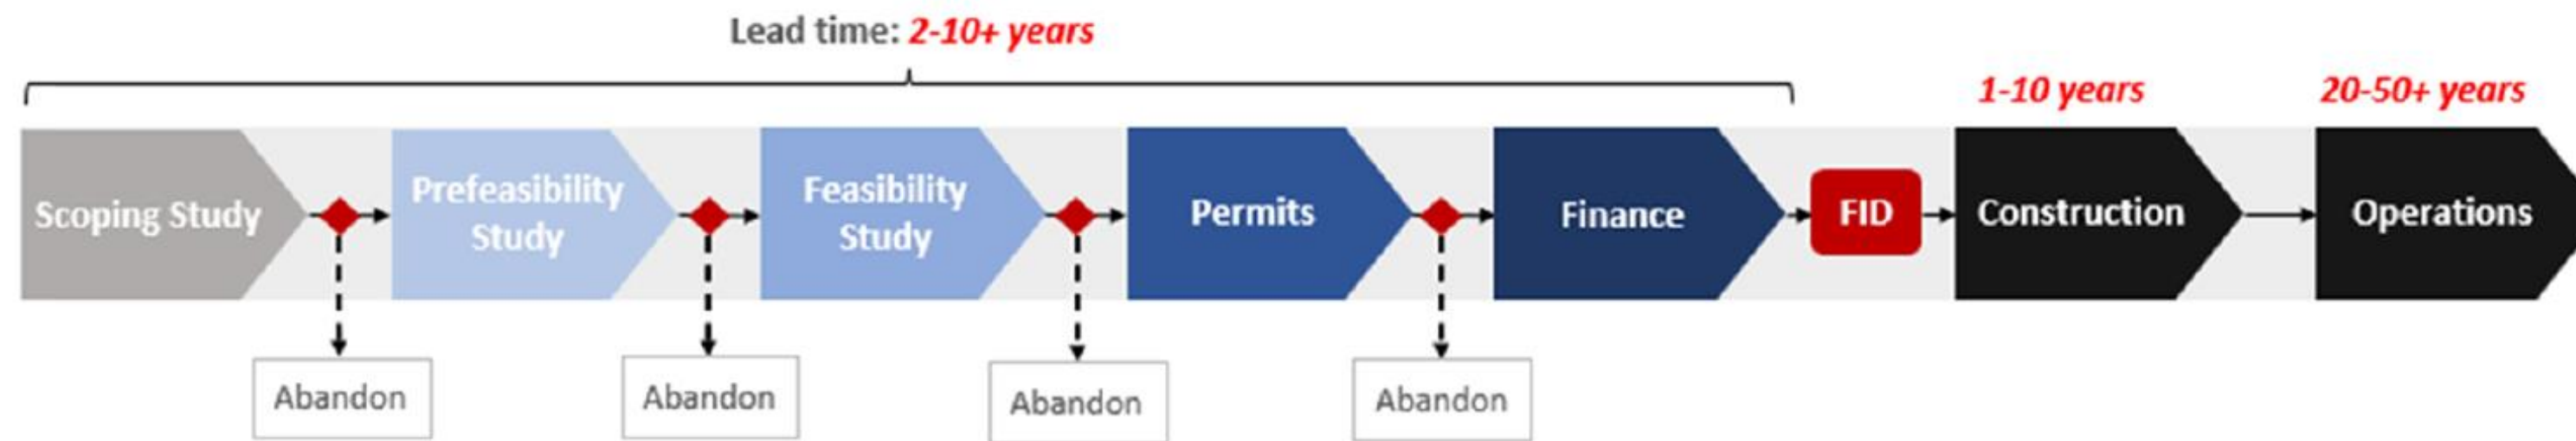 Lead time: 2-10+ years
1-10 years
20-50+ years
Scoping Study
Prefeasibility
Study
Feasibility
Study
Permits
Finance
FID
Construction
Operations
Abandon
Abandon
Abandon
Abandon